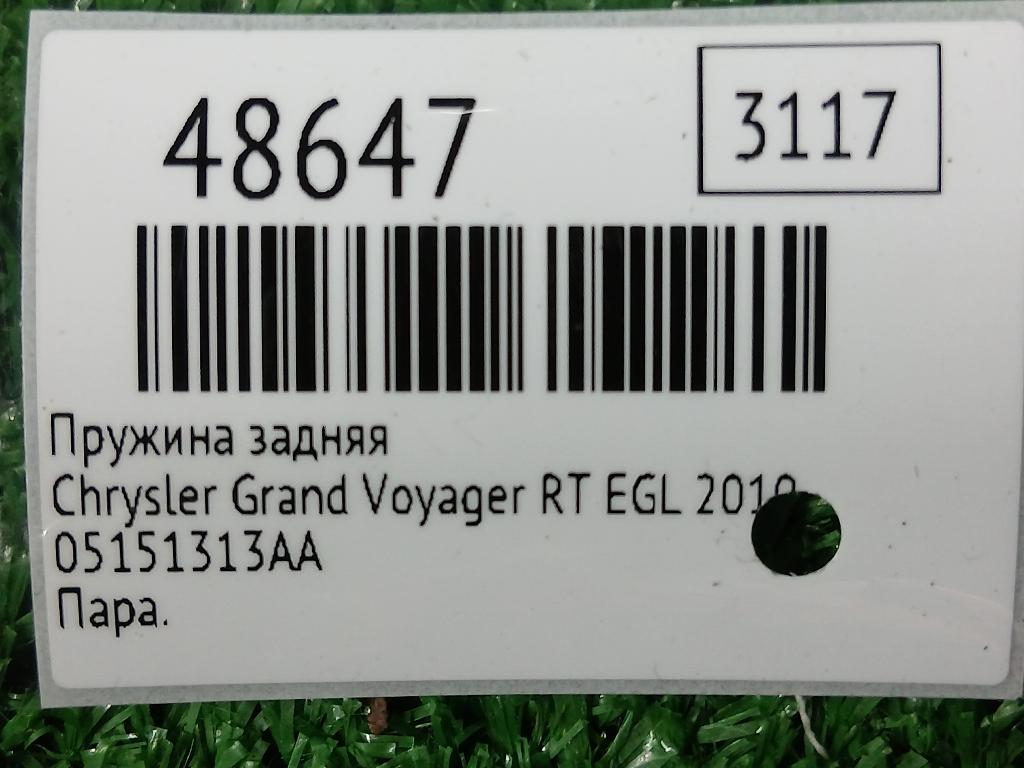 48647
3117
Пружина задняя
Chrysler Grand Voyager RT EGL 2010
05151313AA
Пара.